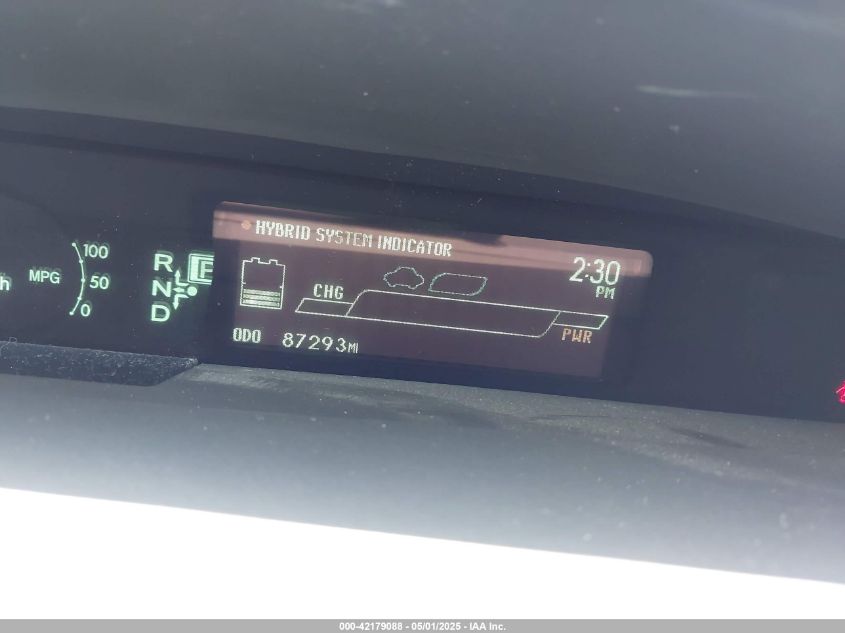 HYBRID SYSTEM INDICATOR
2:30
PM
100
MPG
50
0
h
R
N
D
CHG
PWR
ODO 87293MI
000-42179088 - 05/01/2025 - IAA Inc.